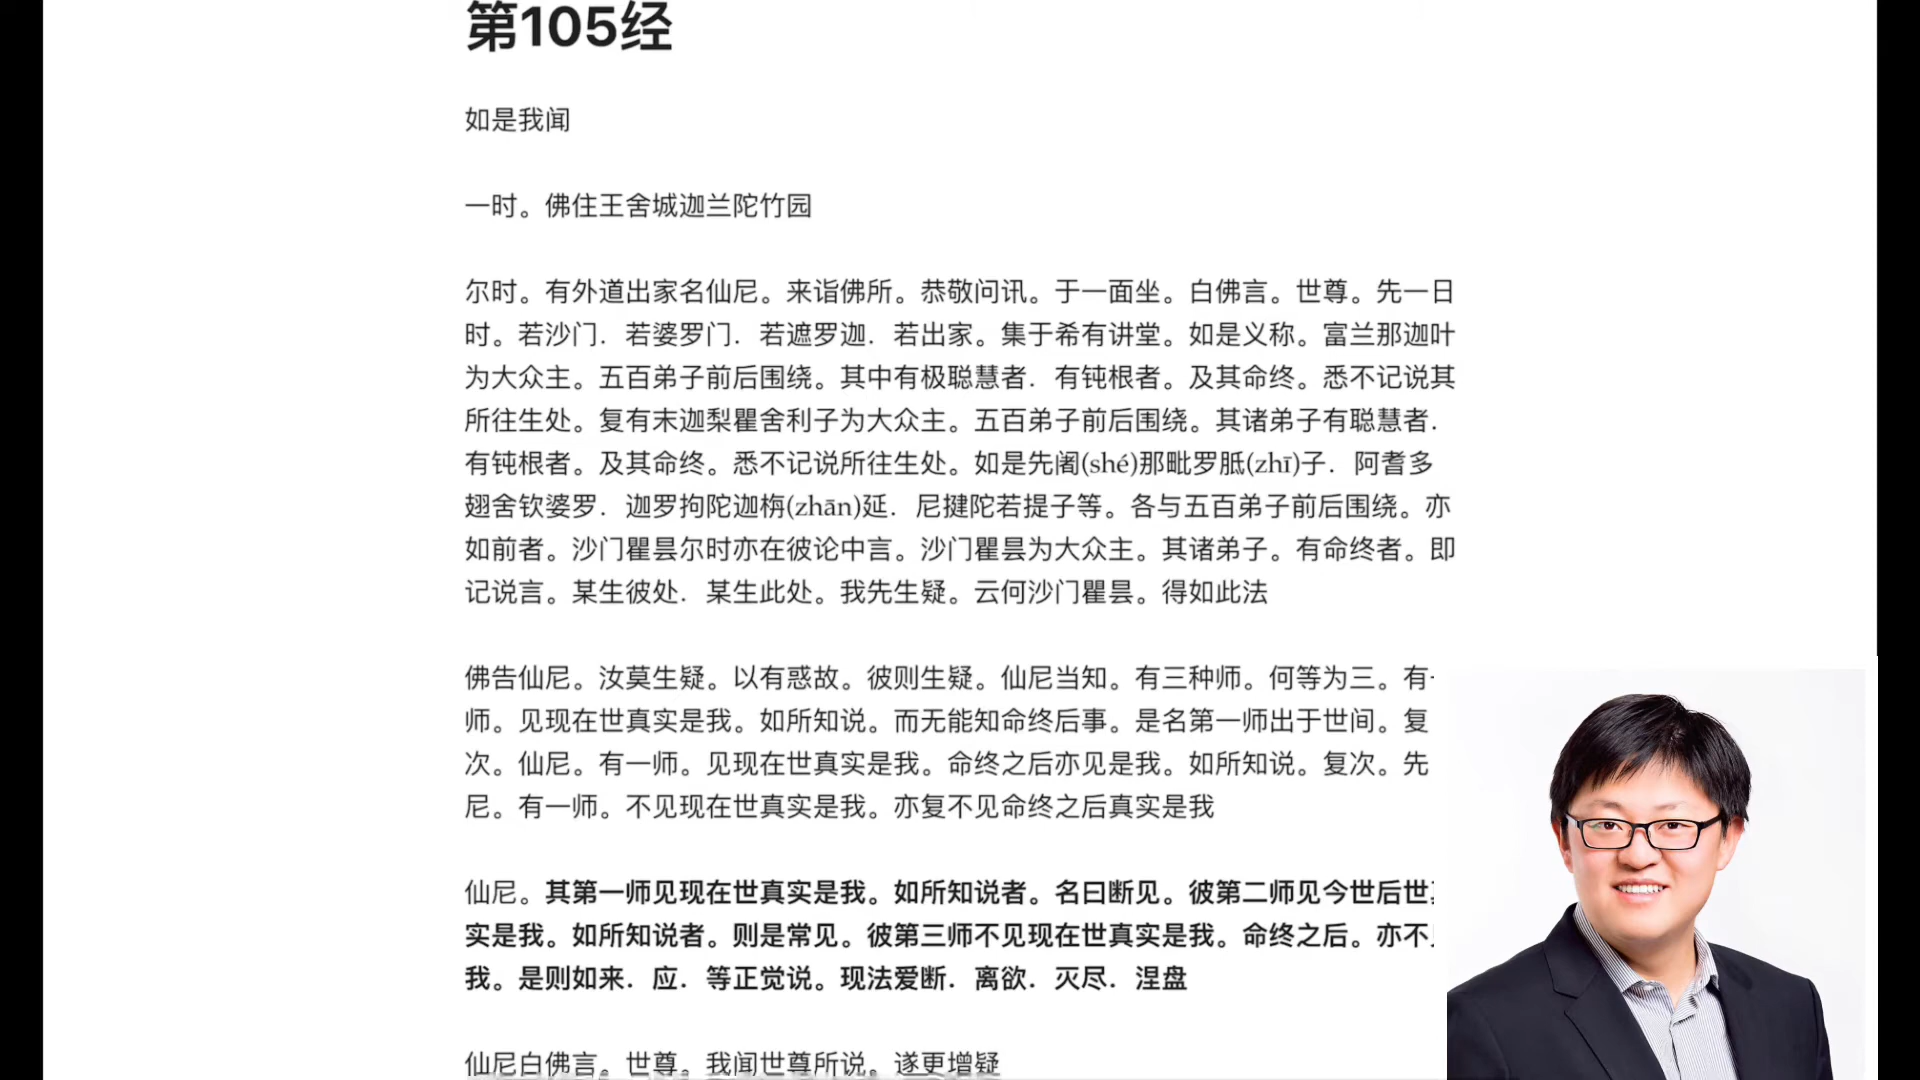 第105经
如是我闻
一时。佛住王舍城迦兰陀竹园
尔时。有外道出家名仙尼。来诣佛所。恭敬问讯。于一面坐。白佛言。世尊。先一日
时。若沙门．若婆罗门．若遮罗迦．若出家。集于希有讲堂。如是义称。富兰那迦叶
为大众主。五百弟子前后围绕。其中有极聪慧者．有钝根者。及其命终。悉不记说其
所往生处。复有末迦梨瞿舍利子为大众主。五百弟子前后围绕。其诸弟子有聪慧者．
有钝根者。及其命终。悉不记说所往生处。如是先阇(shé)那毗罗胝(zhī)子．阿耆多
翅舍钦婆罗．迦罗拘陀迦栴(zhān)延．尼揵陀若提子等。各与五百弟子前后围绕。亦
如前者。沙门瞿昙尔时亦在彼论中言。沙门瞿昙为大众主。其诸弟子。有命终者。即
记说言。某生彼处．某生此处。我先生疑。云何沙门瞿昙。得如此法
佛告仙尼。汝莫生疑。以有惑故。彼则生疑。仙尼当知。有三种师。何等为三。有
师。见现在世真实是我。如所知说。而无能知命终后事。是名第一师出于世间。复
次。仙尼。有一师。见现在世真实是我。命终之后亦见是我。如所知说。复次。先
尼。有一师。不见现在世真实是我。亦复不见命终之后真实是我
仙尼。其第一师见现在世真实是我。如所知说者。名曰断见。彼第二师见今世后世
实是我。如所知说者。则是常见。彼第三师不见现在世真实是我。命终之后。亦不
我。是则如来．应．等正觉说。现法爱断．离欲．灭尽．涅盘
仙尼白佛言。世尊。我闻世尊所说。遂更增疑